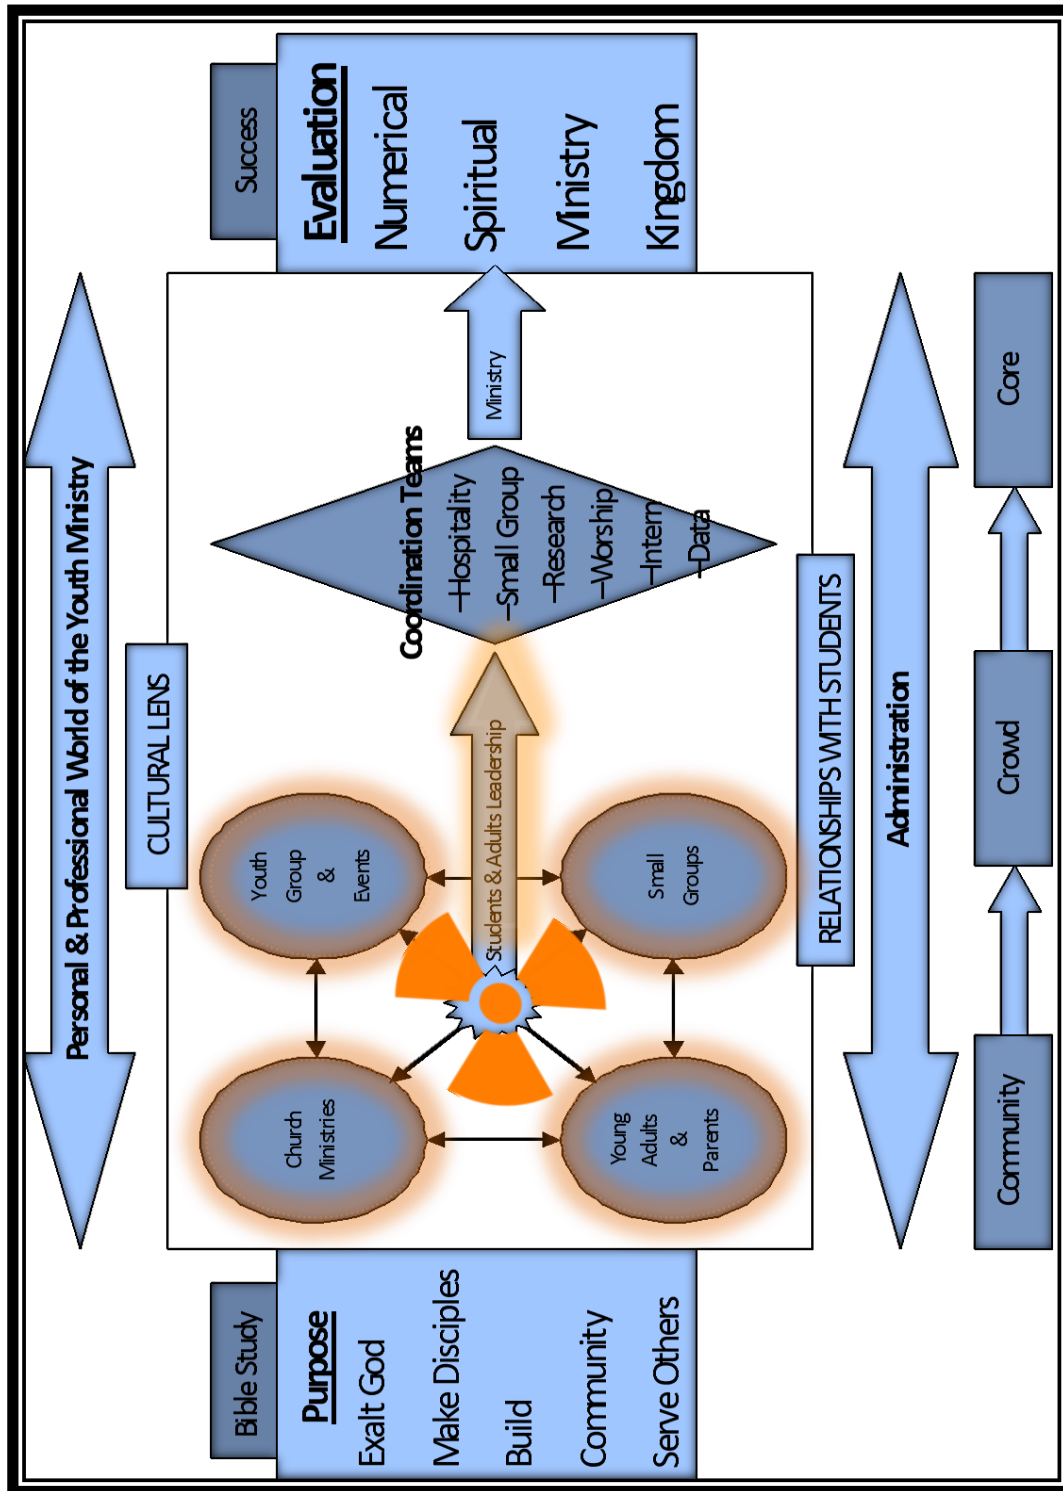 Personal & Professional World of the Youth Ministry
CULTURAL LENS
Bible Study
Purpose
Exalt God
Make Disciples
Build
Community
Serve Others
Church
Ministries
Youth
Group
&
Events
Young
Adults
&
Parents
Small
Groups
Students & Adults Leadership
Coordination Teams
–Hospitality
–Small Group
–Research
–Worship
–Intern
–Data
Ministry
Success
Evaluation
Numerical
Spiritual
Ministry
Kingdom
RELATIONSHIPS WITH STUDENTS
Administration
Community
Crowd
Core